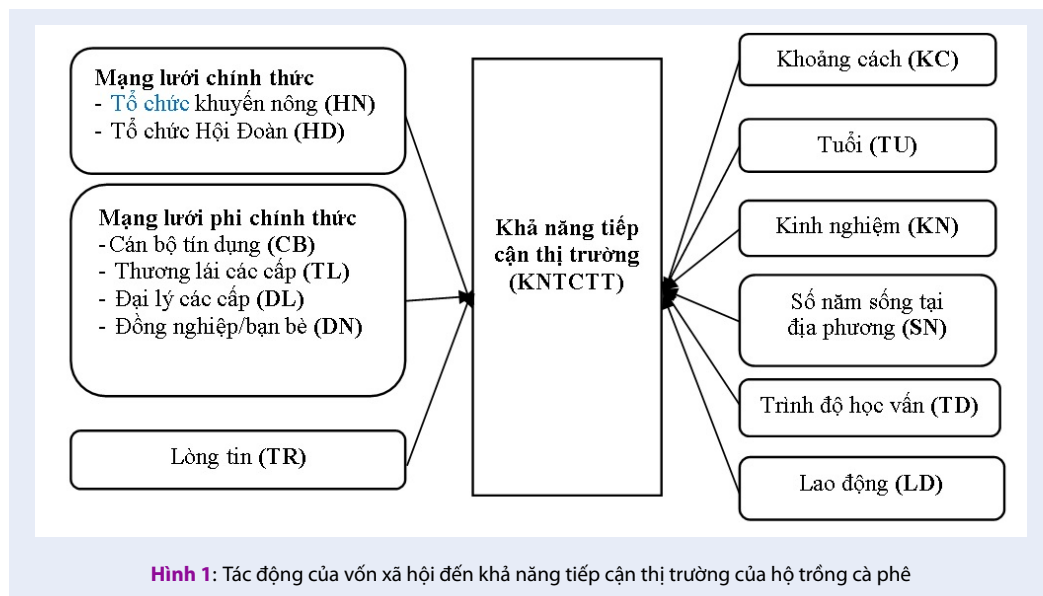 Mạng lưới chính thức
- Tổ chức khuyến nông (HN)
- Tổ chức Hội Đoàn (HD)
Mạng lưới phi chính thức
-Cán bộ tín dụng (CB)
- Thương lái các cấp (TL)
- Đại lý các cấp (DL)
- Đồng nghiệp/bạn bè (DN)
Lòng tin (TR)
Khả năng tiếp
cận thị trường
(KNTCTT)
Khoảng cách (KC)
Tuổi (TU)
Kinh nghiệm (KN)
Số năm sống tại
địa phương (SN)
Trình độ học vấn (TD)
Lao động (LD)
Hình 1: Tác động của vốn xã hội đến khả năng tiếp cận thị trường của hộ trồng cà phê